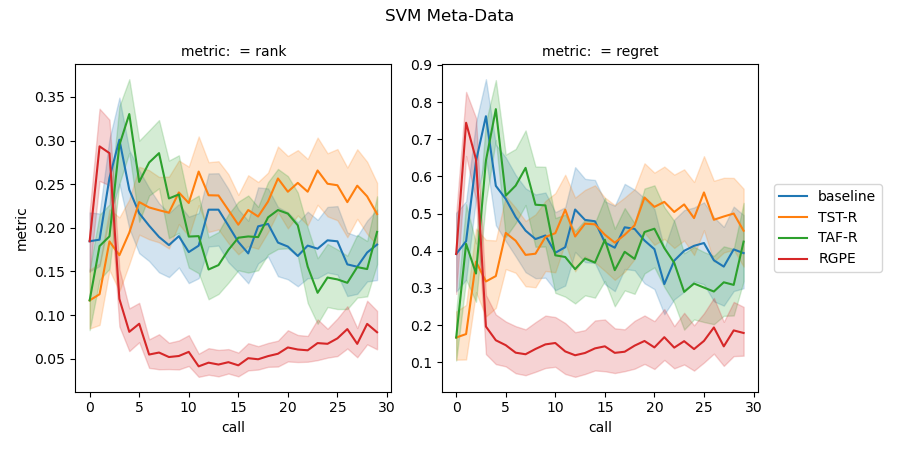 SVM Meta-Data
metric:  = rank
metric:  = regret
metric
0.35
0.30
0.25
0.20
0.15
0.10
0.05
0 5 10 15 20 25 30
call
0.9
0.8
0.7
0.6
0.5
0.4
0.3
0.2
0.1
0 5 10 15 20 25 30
call
baseline
TST-R
TAF-R
RGPE